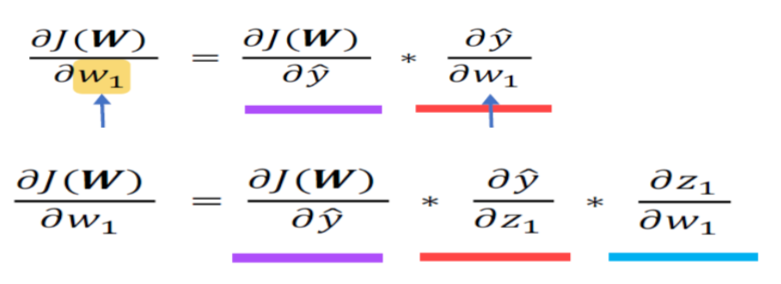 ∂J(W)/∂w₁ = ∂J(W)/∂ŷ * ∂ŷ/∂w₁
∂J(W)/∂w₁ = ∂J(W)/∂ŷ * ∂ŷ/∂z₁ * ∂z₁/∂w₁